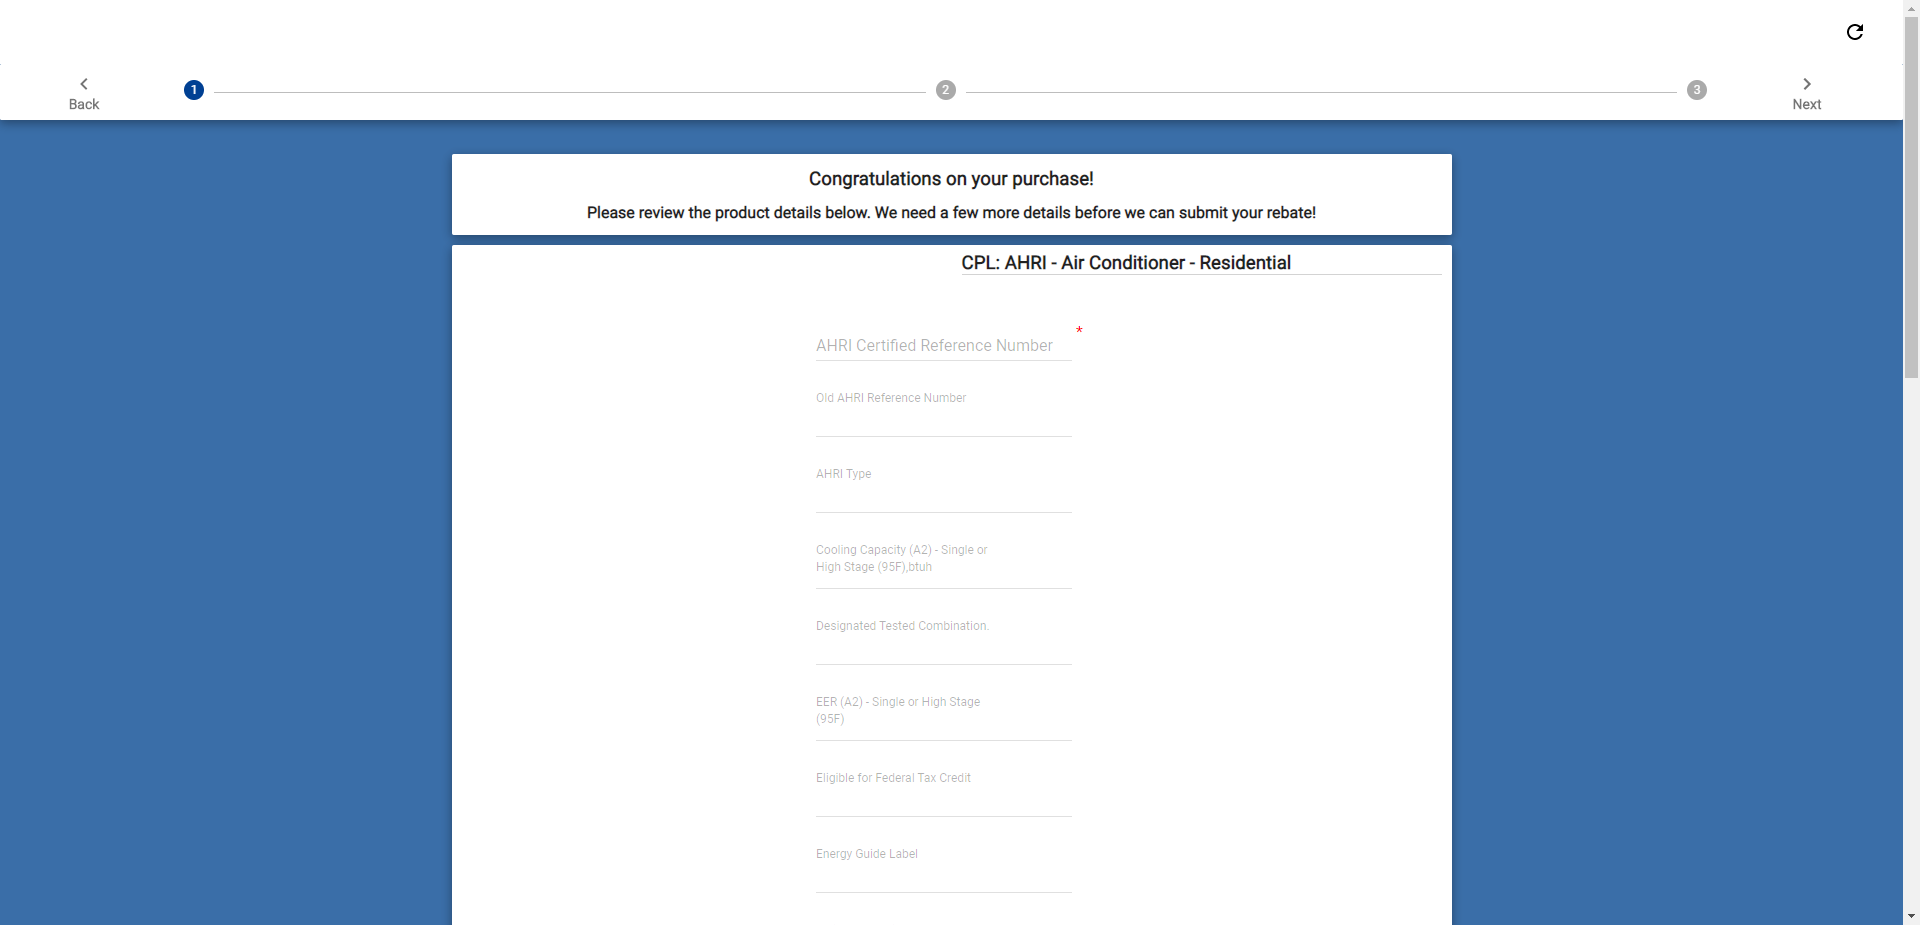 Back
1
2
3
Next
Congratulations on your purchase!
Please review the product details below. We need a few more details before we can submit your rebate!
CPL: AHRI - Air Conditioner - Residential
AHRI Certified Reference Number *
Old AHRI Reference Number
AHRI Type
Cooling Capacity (A2) - Single or
High Stage (95F),btuh
Designated Tested Combination.
EER (A2) - Single or High Stage
(95F)
Eligible for Federal Tax Credit
Energy Guide Label